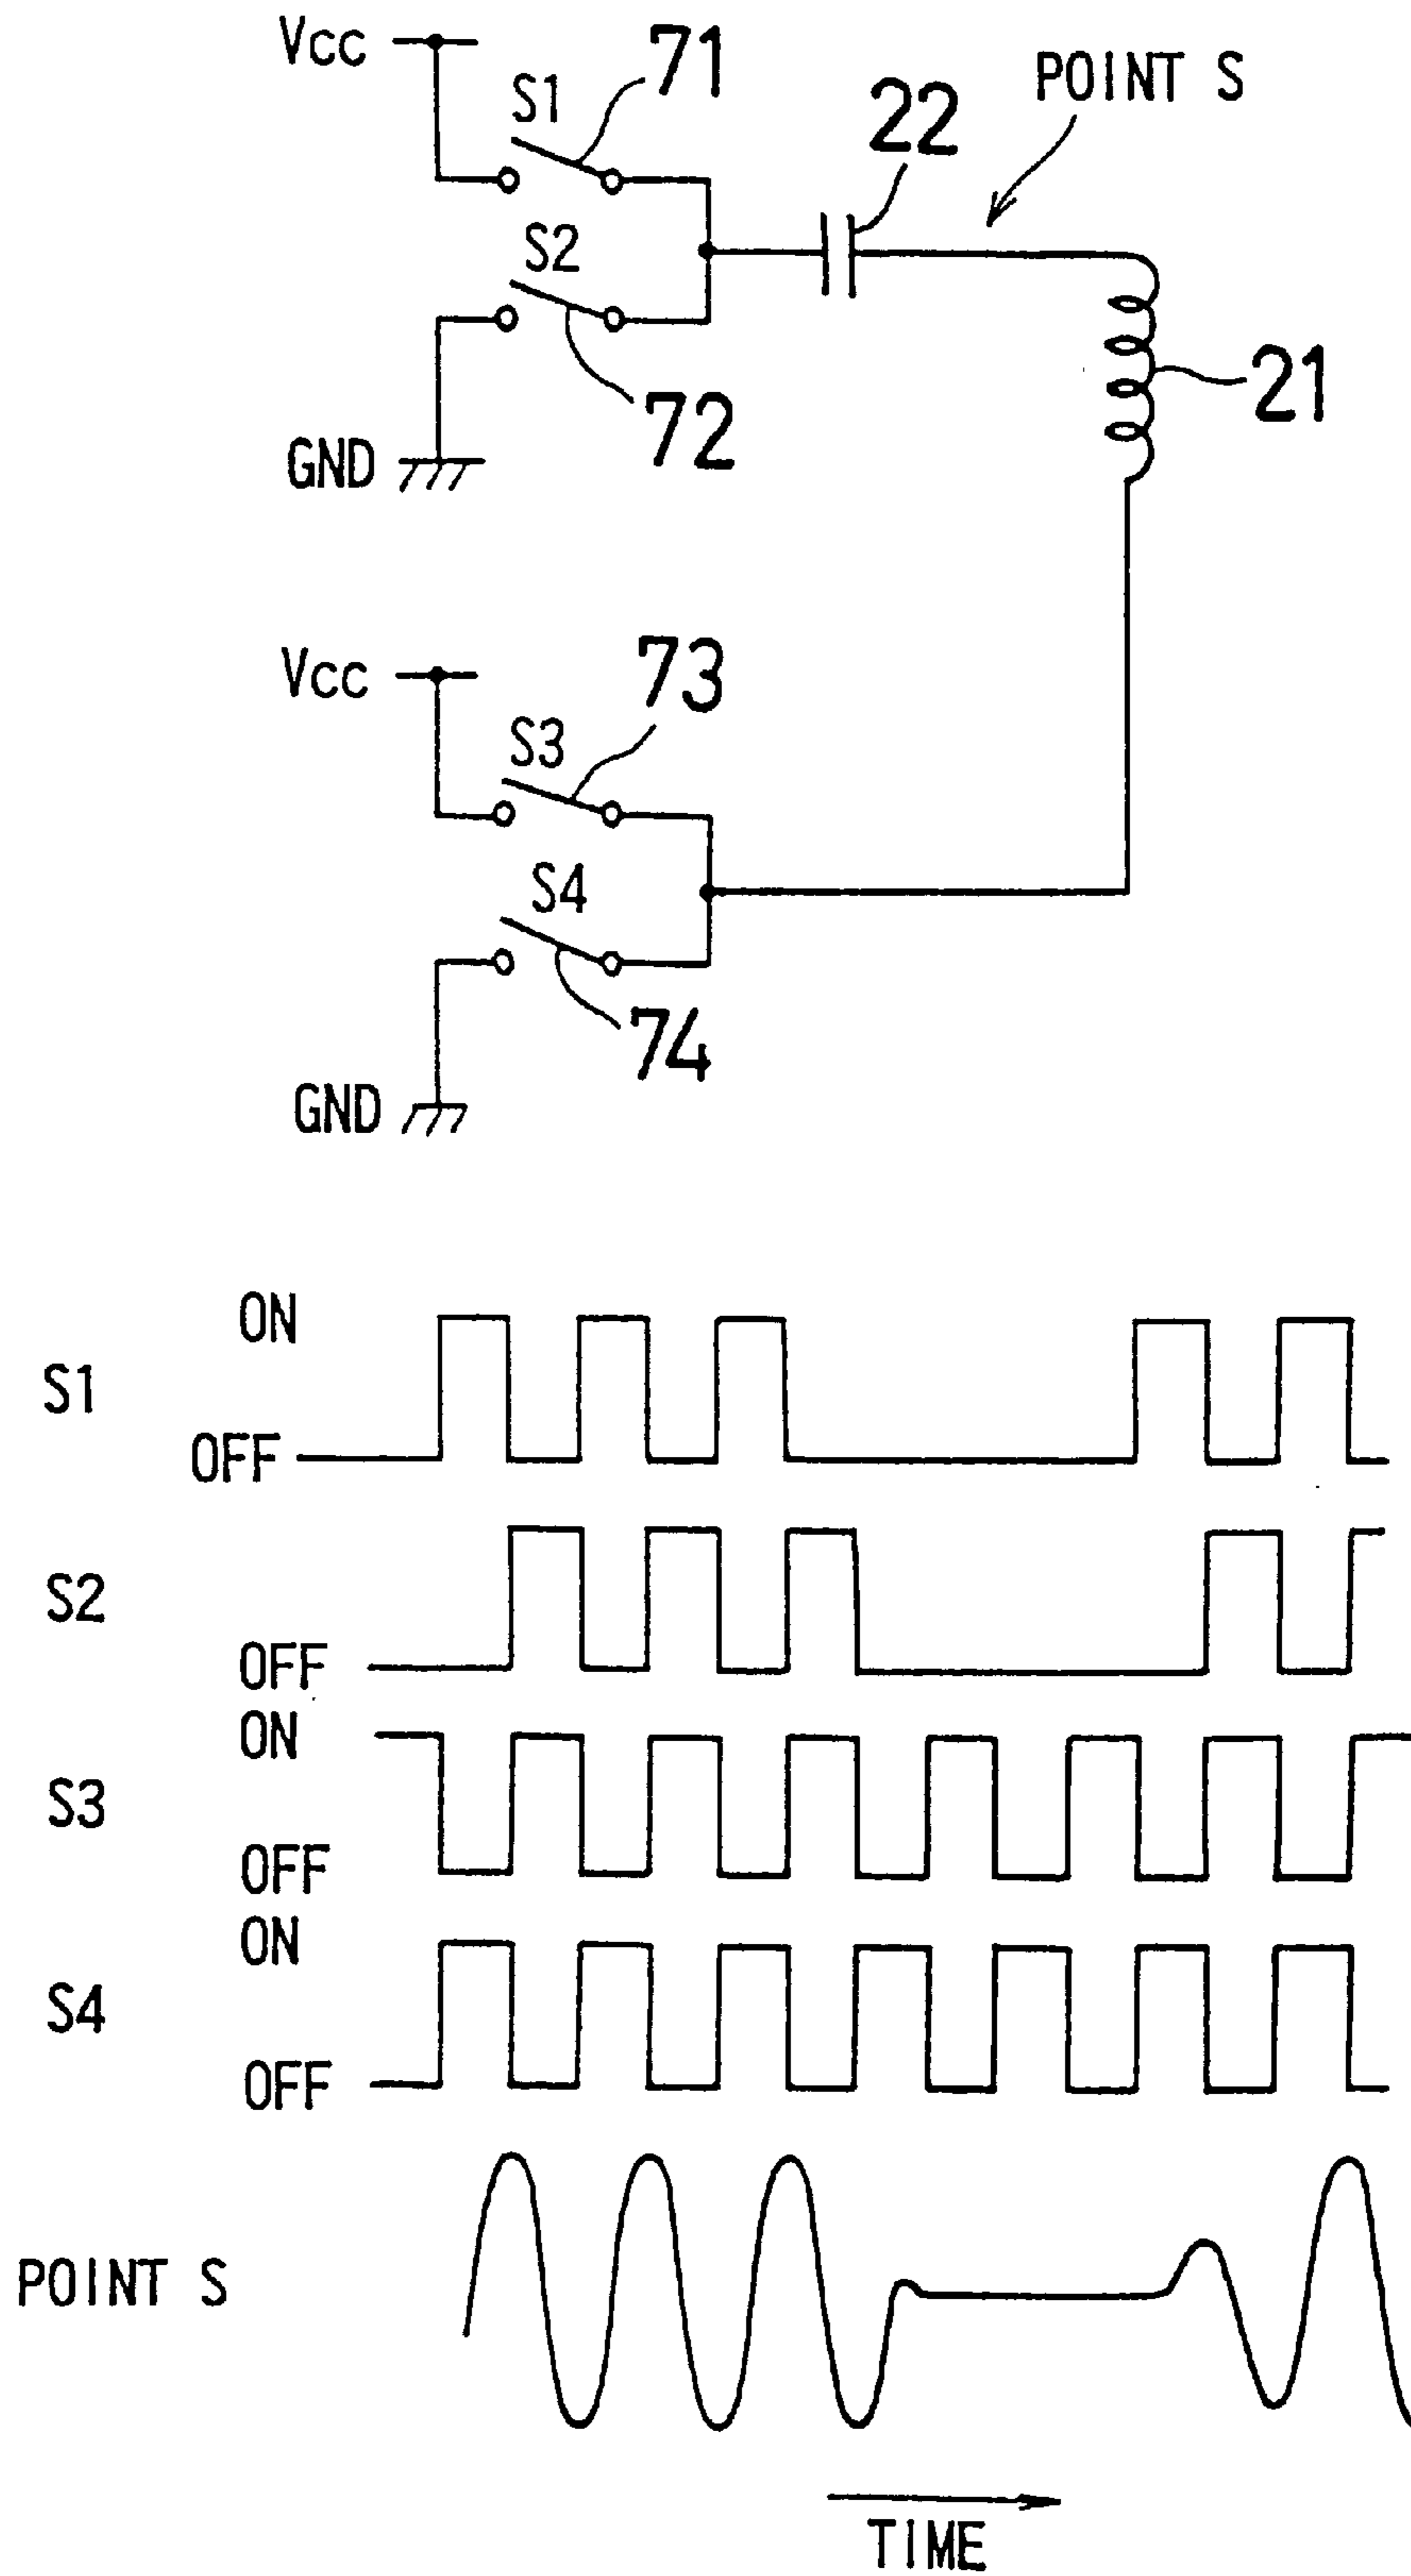 Vcc
S1
71
22
POINT S
S2
72
GND
21
Vcc
73
S3
S4
74
GND
ON
S1
OFF
S2
OFF
ON
S3
OFF
ON
S4
OFF
POINT S
TIME